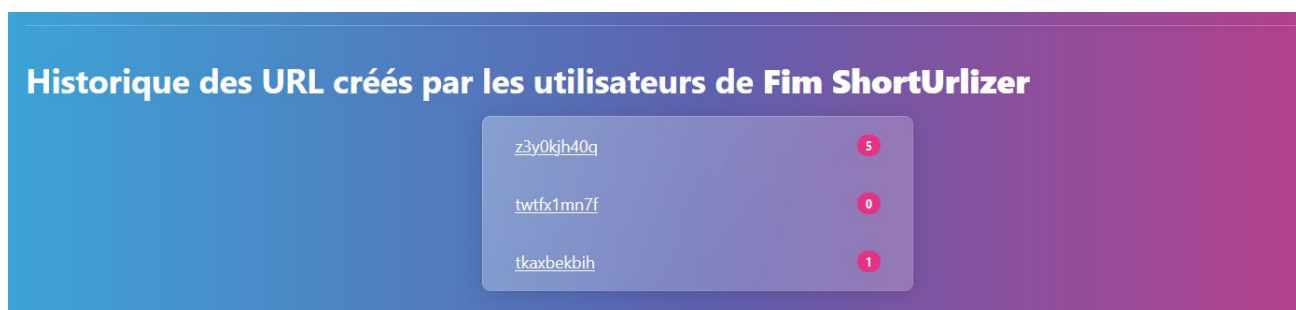 Historique des URL créés par les utilisateurs de Fim ShortUrlizer
z3y0kjh40q 5
twtfx1mn7f 0
tkaxbekbih 1